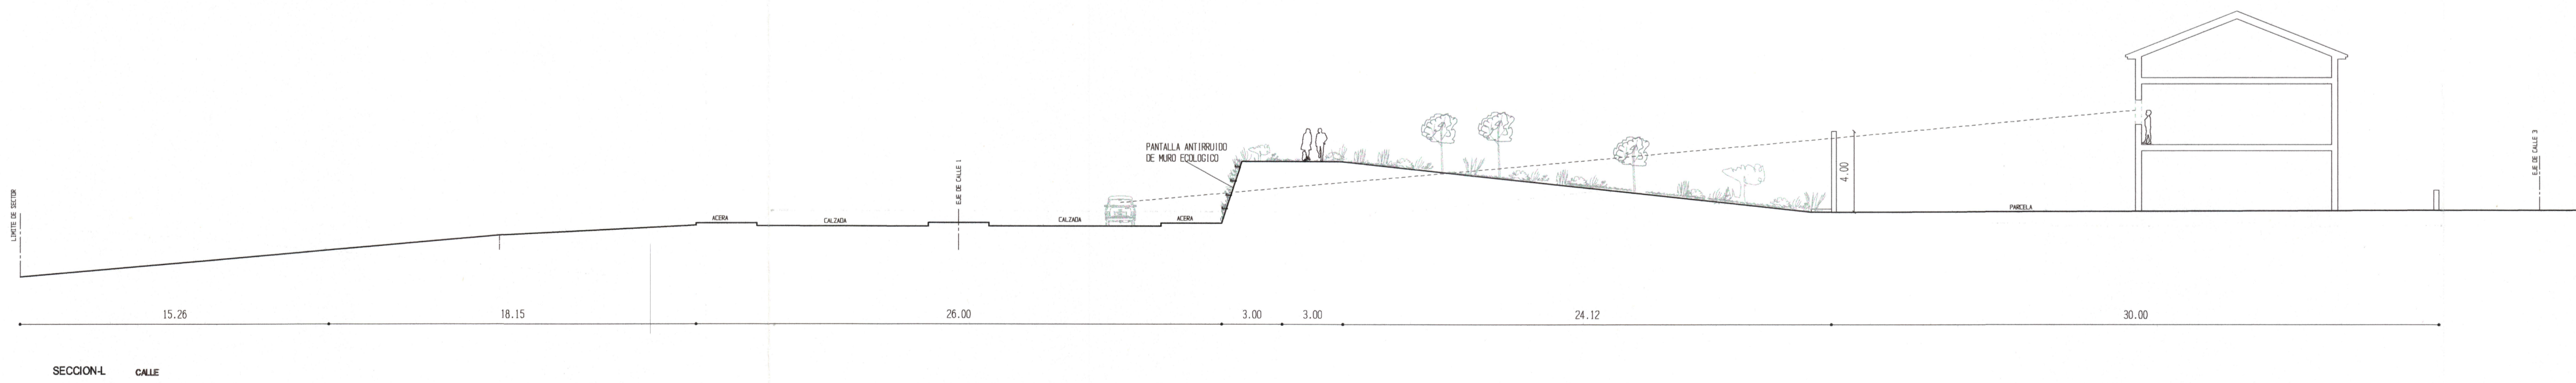 PANTALLA ANTIRRUIDO
DE MURO ECOLOGICO
LIMITE DE SECTOR
ACERA
CALZADA
EJE DE CALLE 1
CALZADA
ACERA
4.00
PARCELA
EJE DE CALLE 3
15.26
18.15
26.00
3.00
3.00
24.12
30.00
SECCION-L CALLE